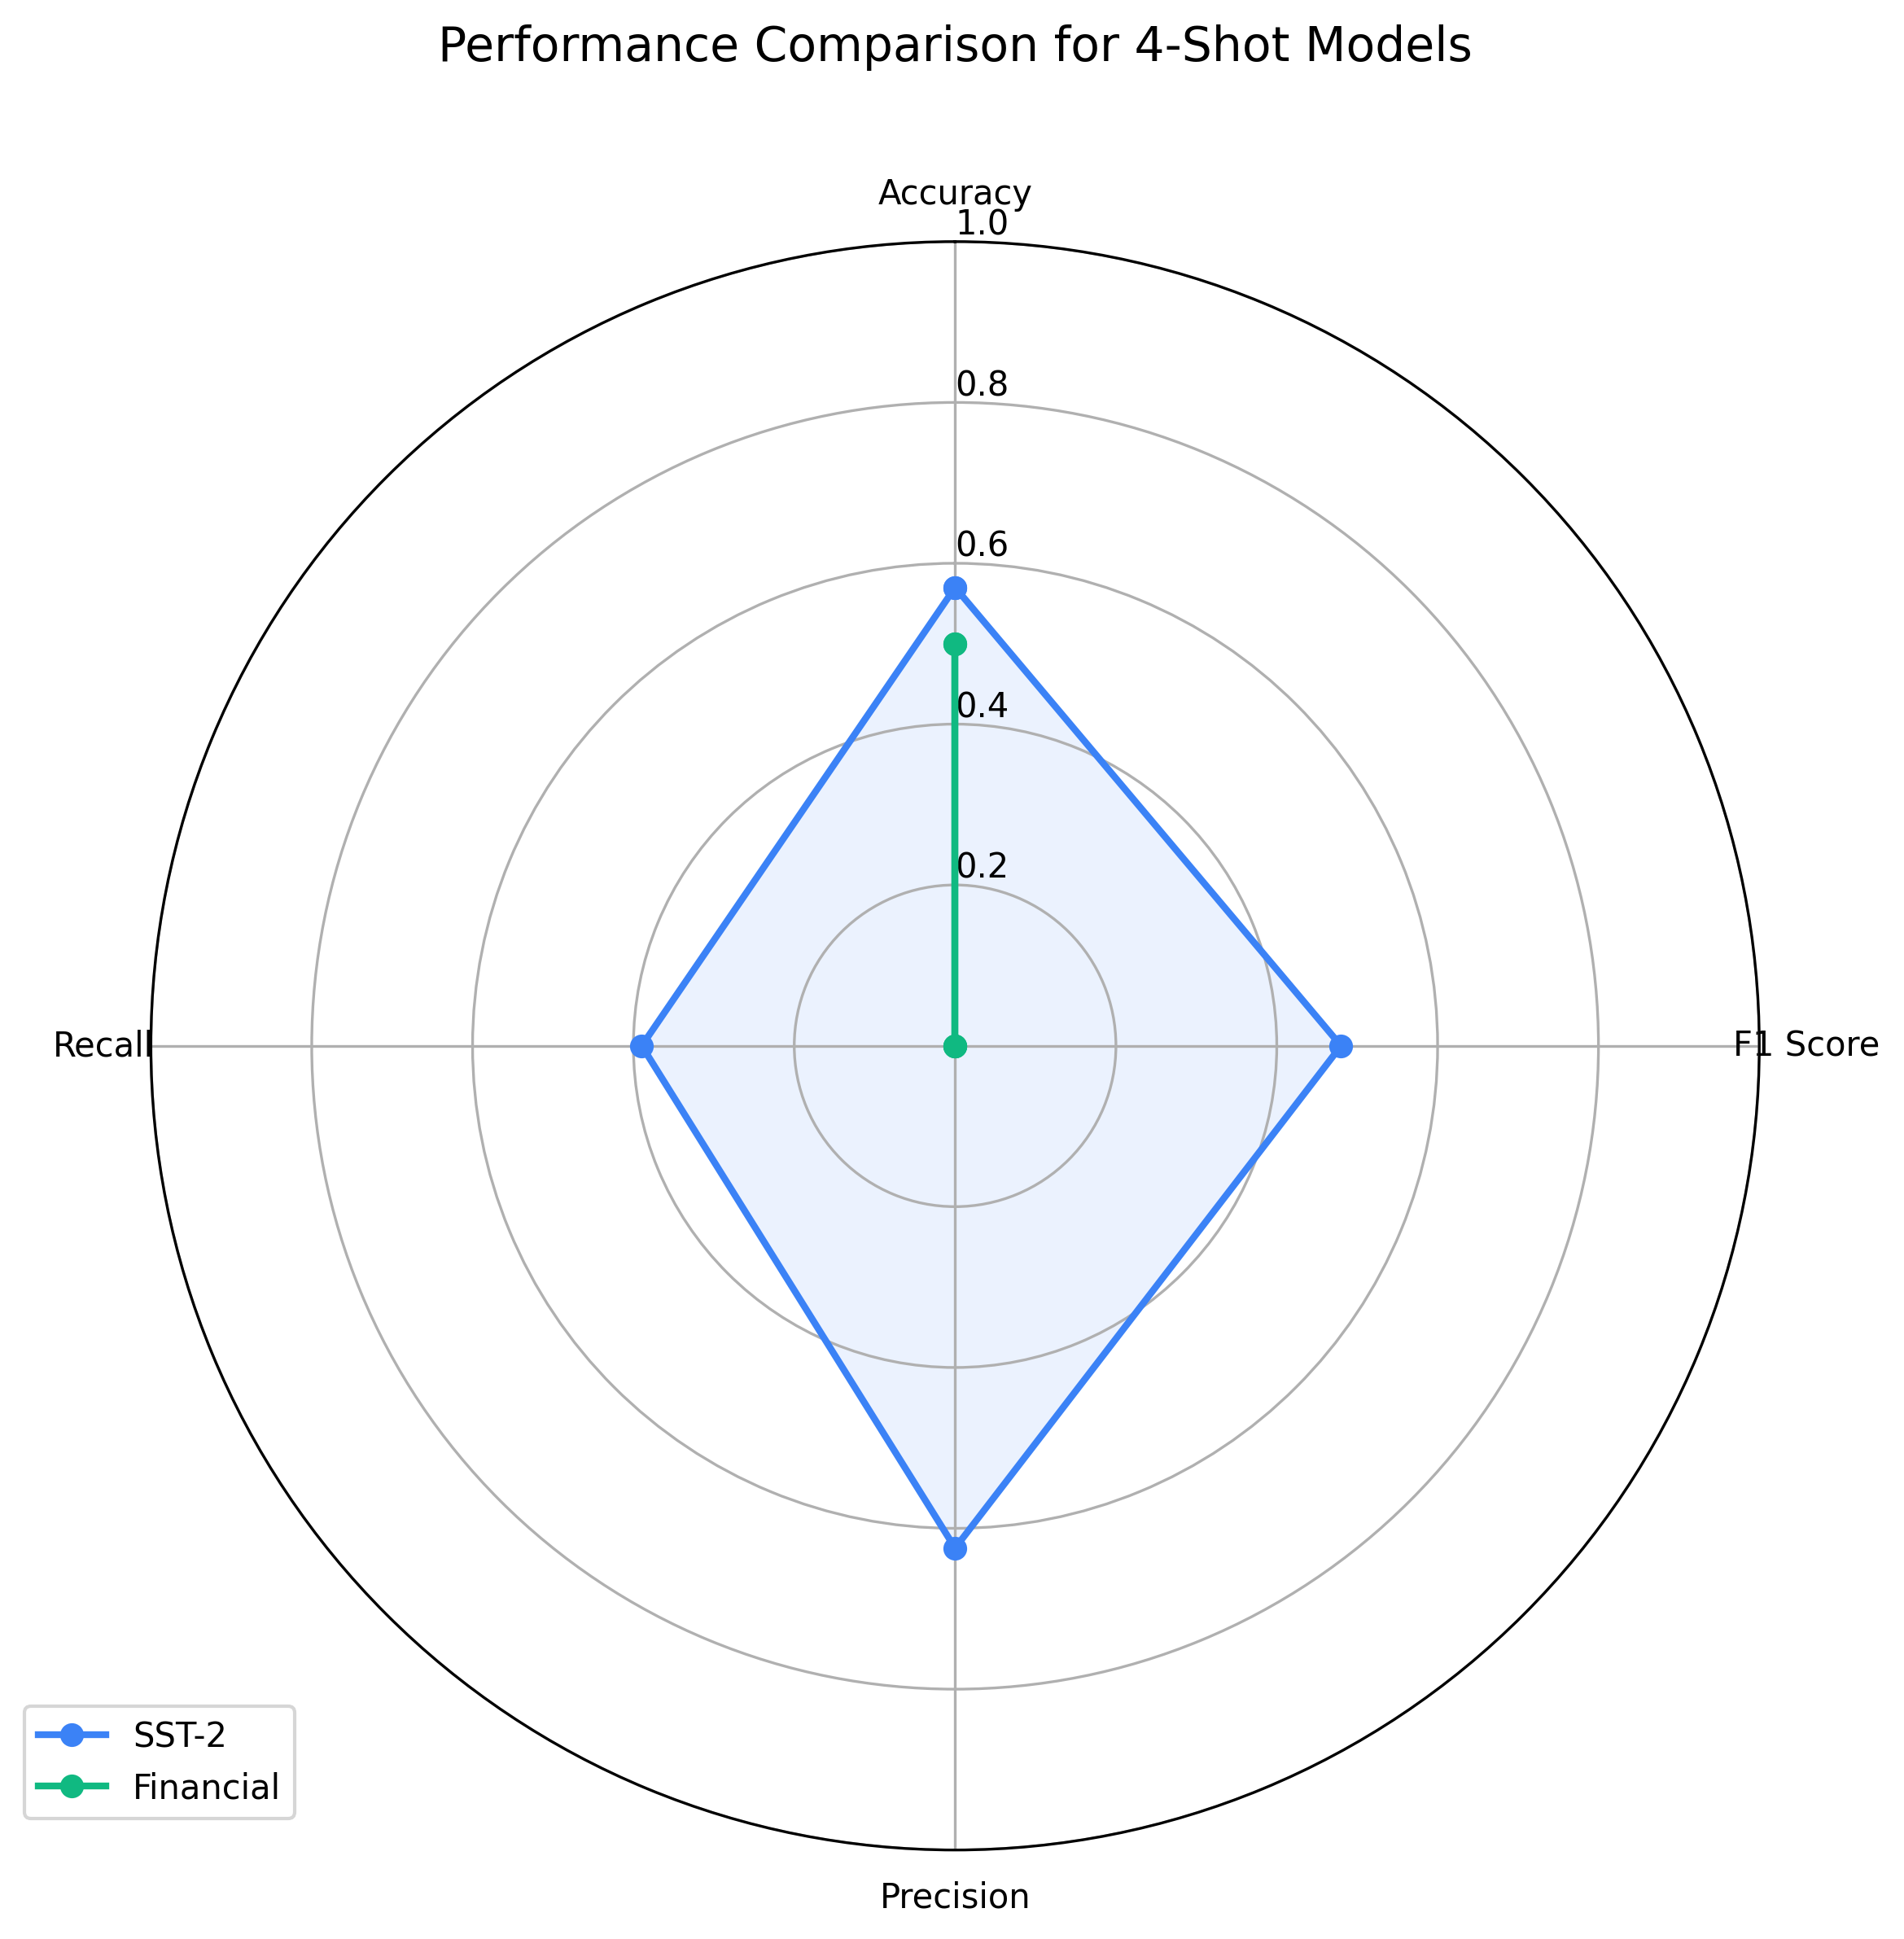 Performance Comparison for 4-Shot Models
Accuracy
1.0
0.8
0.6
0.4
0.2
Recall
F1 Score
Precision
SST-2
Financial